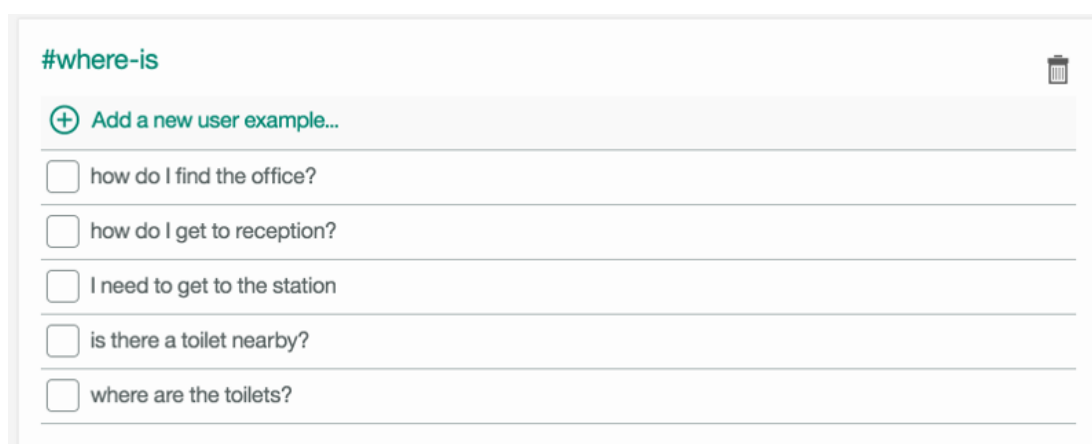 #where-is
Add a new user example...
how do I find the office?
how do I get to reception?
I need to get to the station
is there a toilet nearby?
where are the toilets?